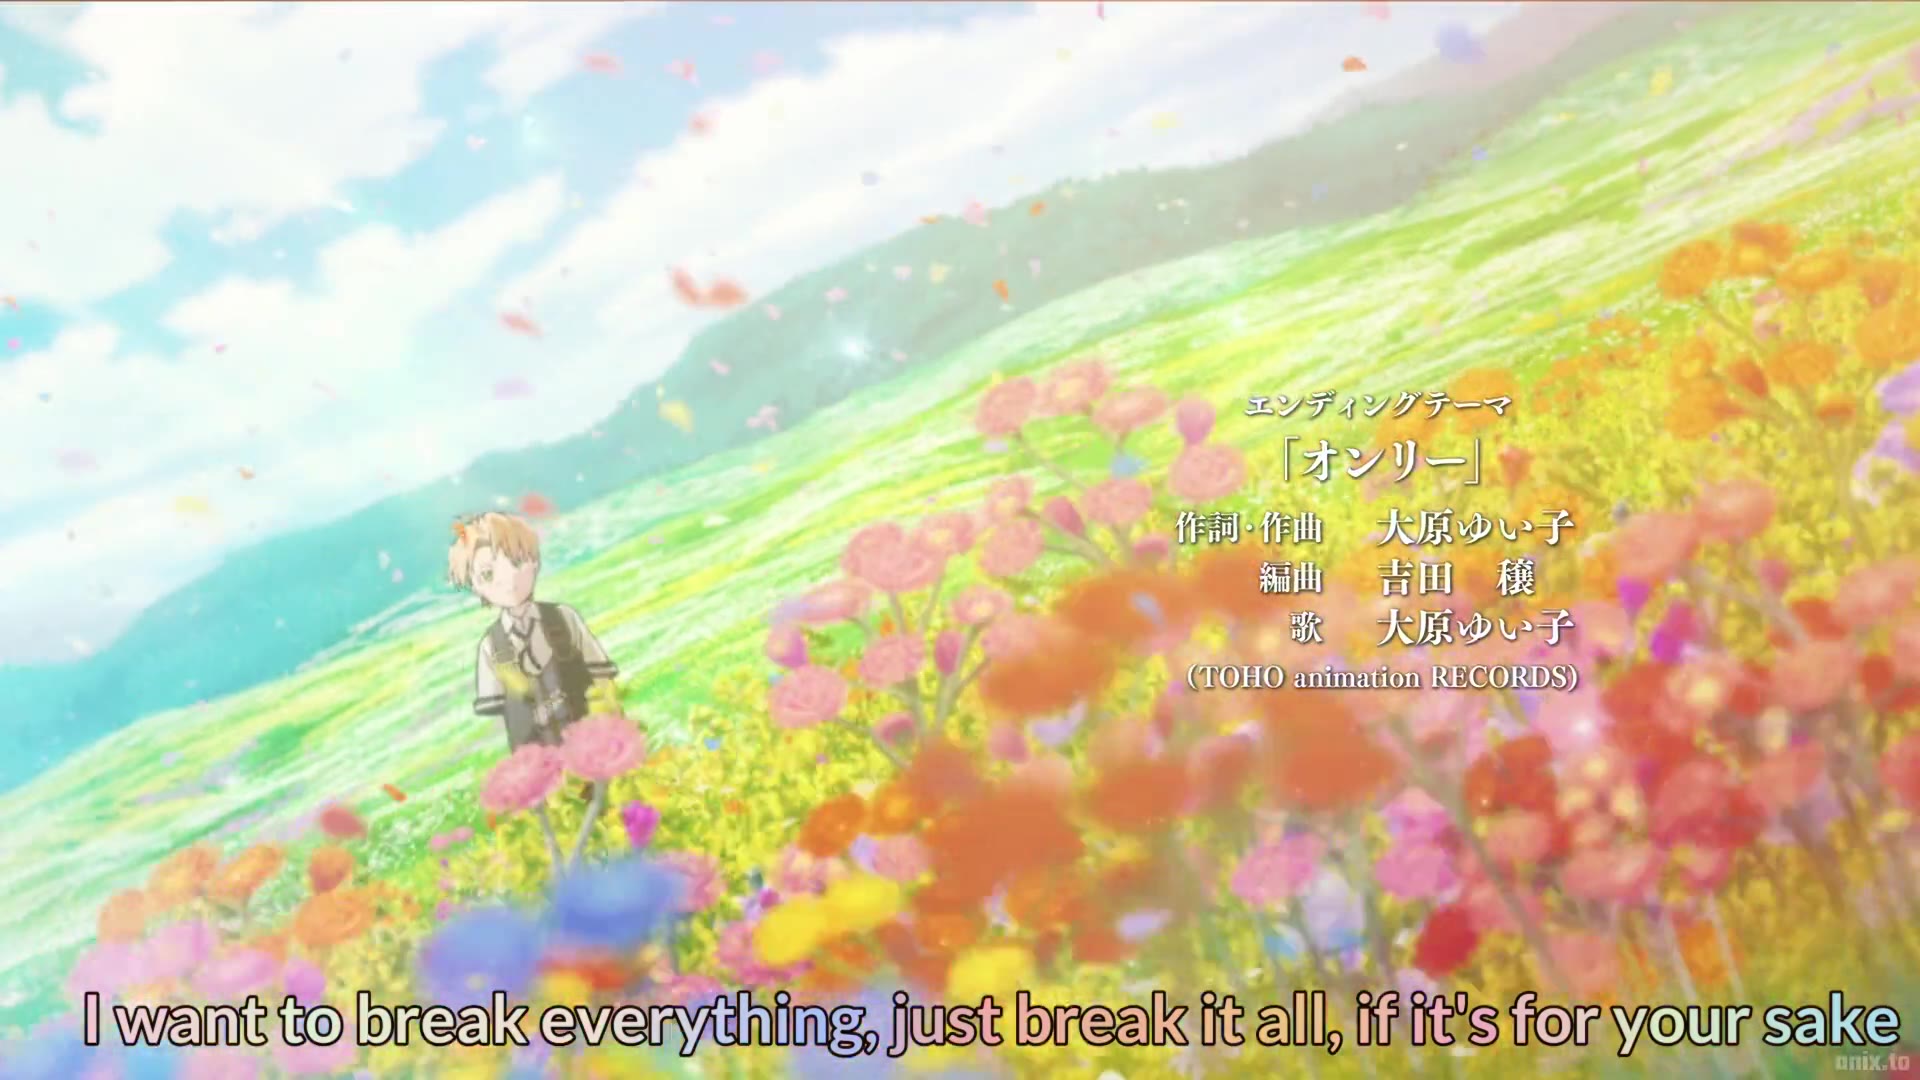 エンディングテーマ
「オンリー」
作詞・作曲 大原ゆい子
編曲 吉田 穣
歌 大原ゆい子
(TOHO animation RECORDS)
I want to break everything, just break it all, if it's for your sake
anix.to